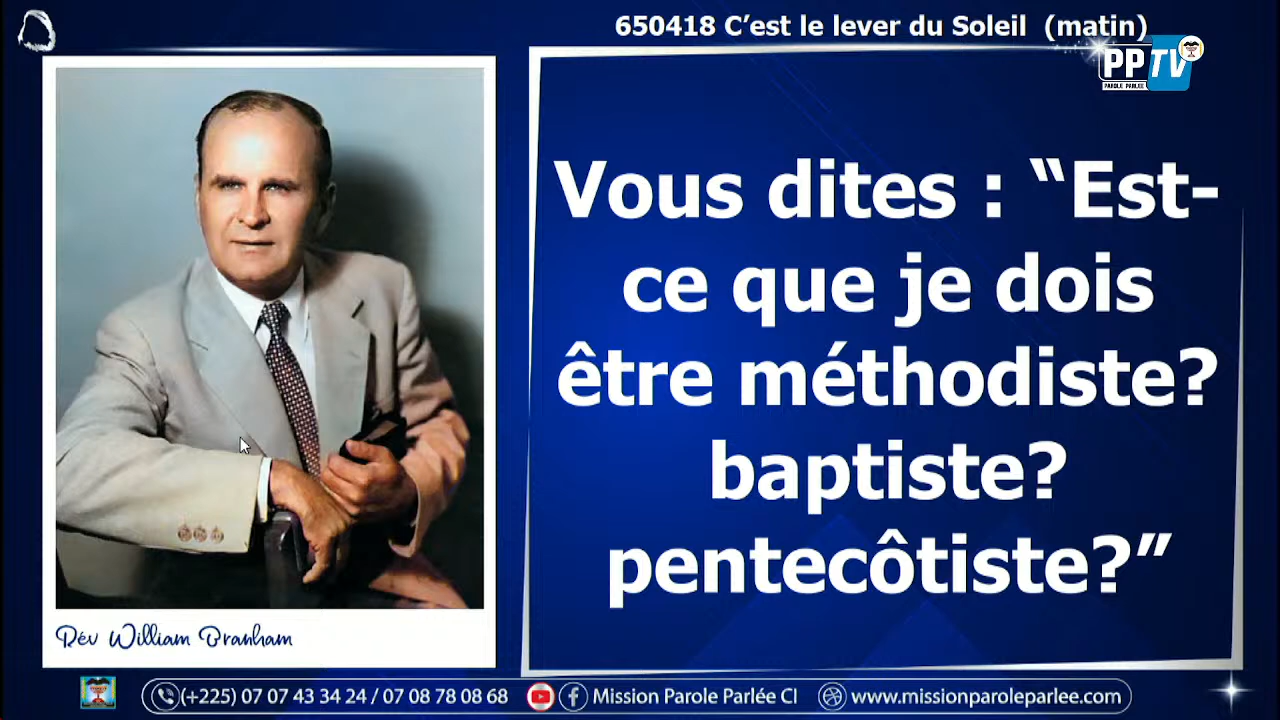 650418 C’est le lever du Soleil (matin)
PPTV
PAROLE PARLÉE
Vous dites : “Est-
ce que je dois
être méthodiste?
baptiste?
pentecôtiste?”
Rév William Branham
(+225) 07 07 43 34 24 / 07 08 78 08 68
Mission Parole Parlée CI
www.missionparoleparlee.com